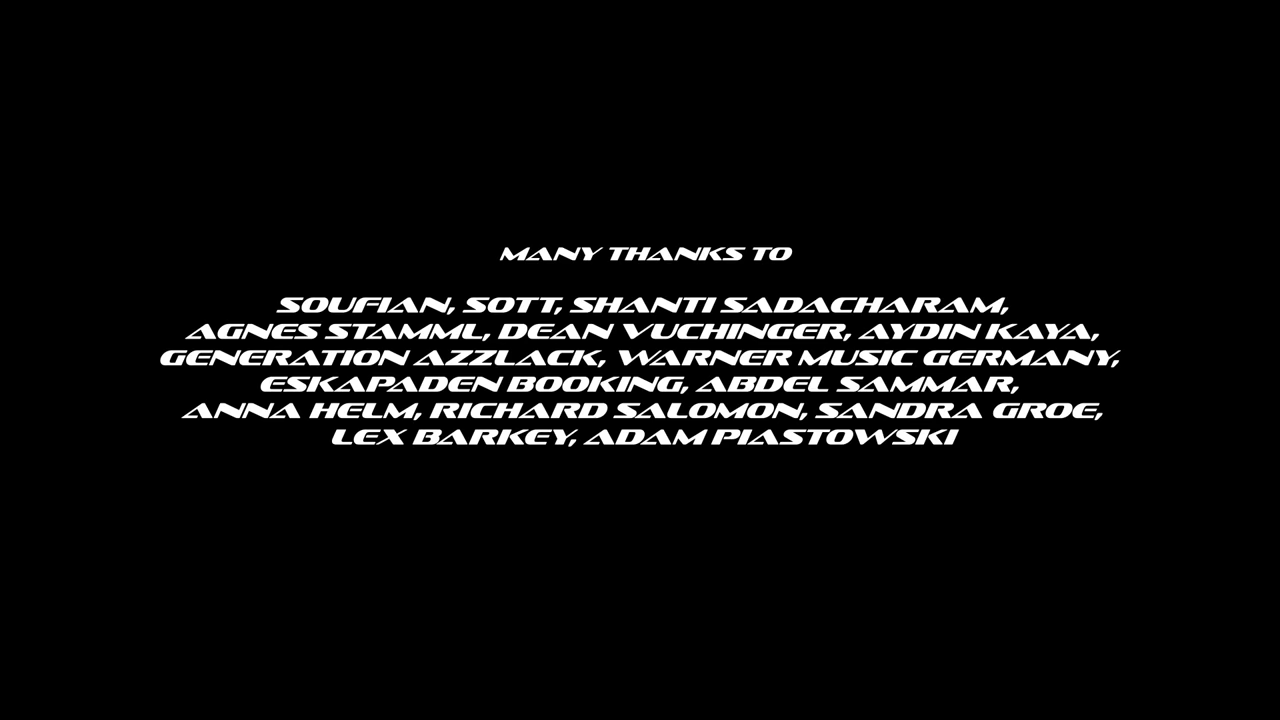 MANY THANKS TO
SOUFIAN, SOTT, SHANTI SADACHARAM,
AGNES STAMML, DEAN VUCHINGER, AYDIN KAYA,
GENERATION AZZLACK, WARNER MUSIC GERMANY,
ESKAPADEN BOOKING, ABDEL SAMMAR,
ANNA HELM, RICHARD SALOMON, SANDRA GROE,
LEX BARKEY, ADAM PIASTOWSKI